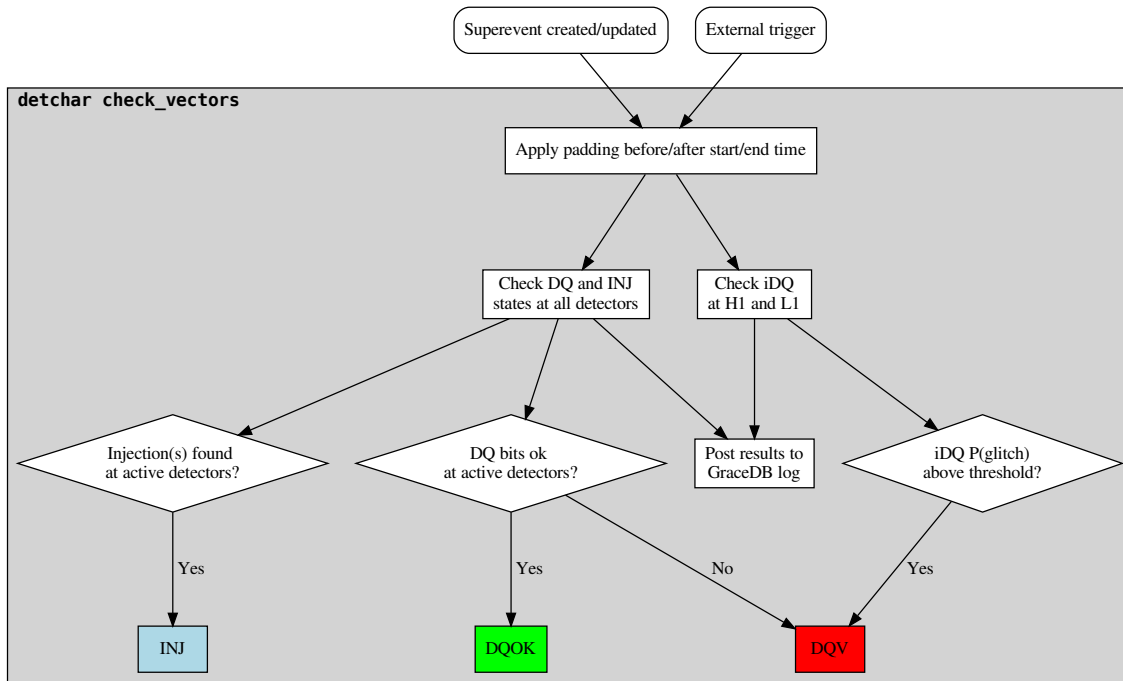 Superevent created/updated
External trigger
detchar check_vectors
Apply padding before/after start/end time
Check DQ and INJ
states at all detectors
Check iDQ
at H1 and L1
Injection(s) found
at active detectors?
DQ bits ok
at active detectors?
Post results to
GraceDB log
iDQ P(glitch)
above threshold?
Yes
Yes
No
Yes
INJ
DQOK
DQV